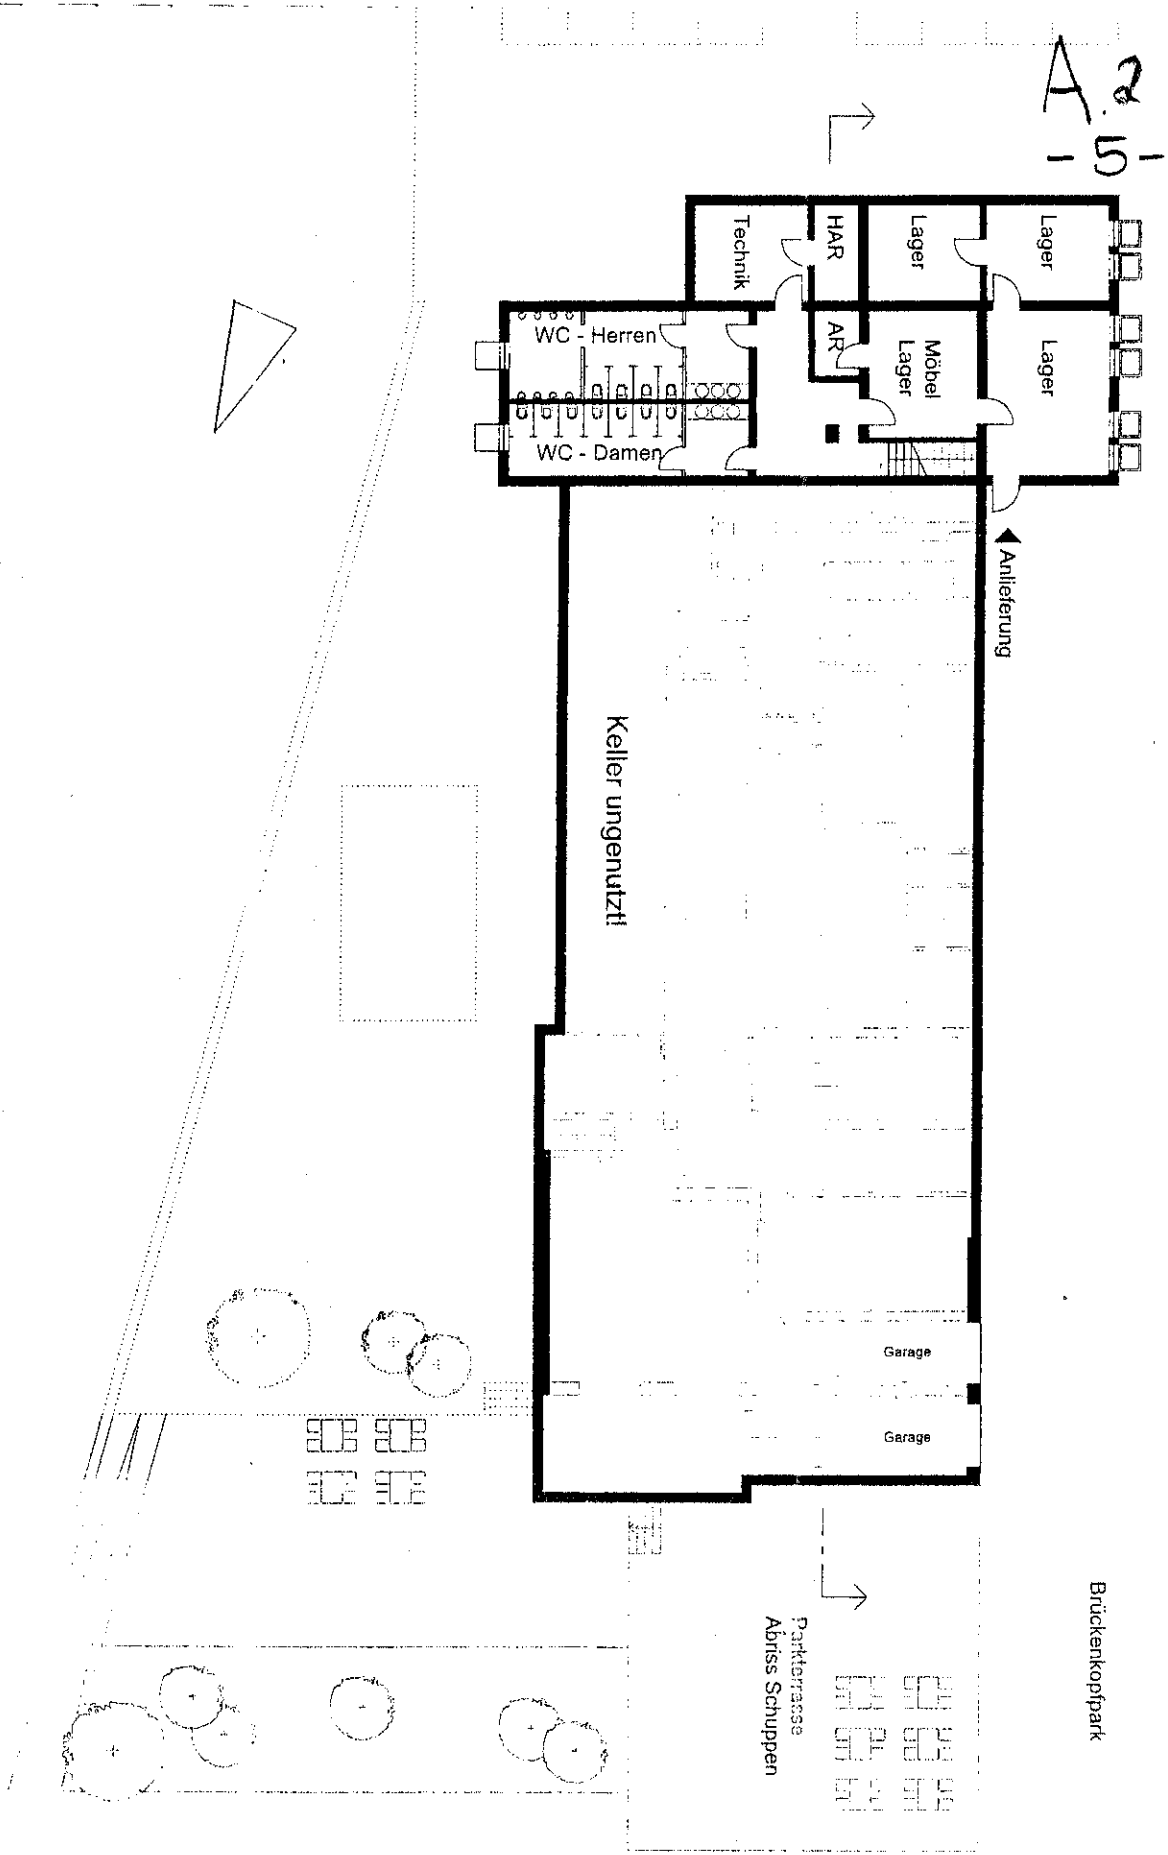 A.2
- 5 -
Technik
HAR
Lager
Lager
WC - Herren
AR
Möbel
Lager
Lager
WC - Damen
Anlieferung
Keller ungenutzt!
Garage
Garage
Brückenkopfpark
Parkterrasse
Abriss Schuppen